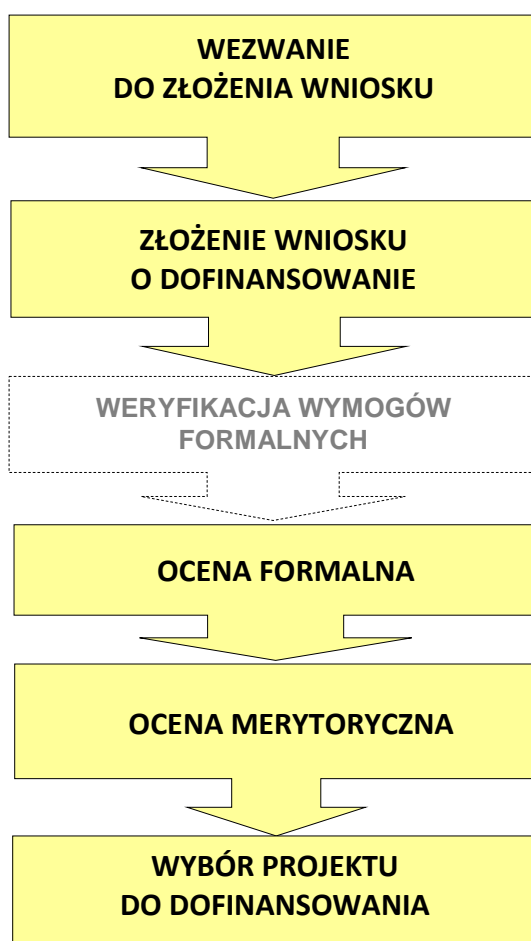 WEZWANIE
DO ZŁOŻENIA WNIOSKU
ZŁOŻENIE WNIOSKU
O DOFINANSOWANIE
WERYFIKACJA WYMOGÓW
FORMALNYCH
OCENA FORMALNA
OCENA MERYTORYCZNA
WYBÓR PROJEKTU
DO DOFINANSOWANIA